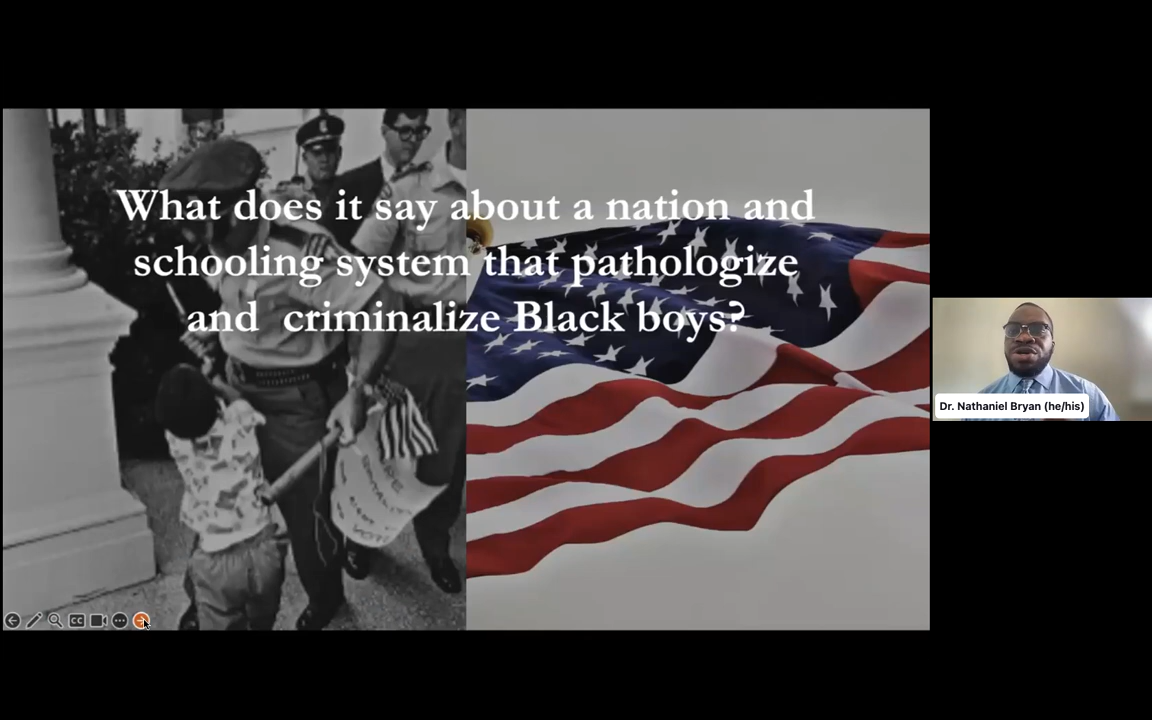 What does it say about a nation and
schooling system that pathologize
and criminalize Black boys?
Dr. Nathaniel Bryan (he/his)
CC